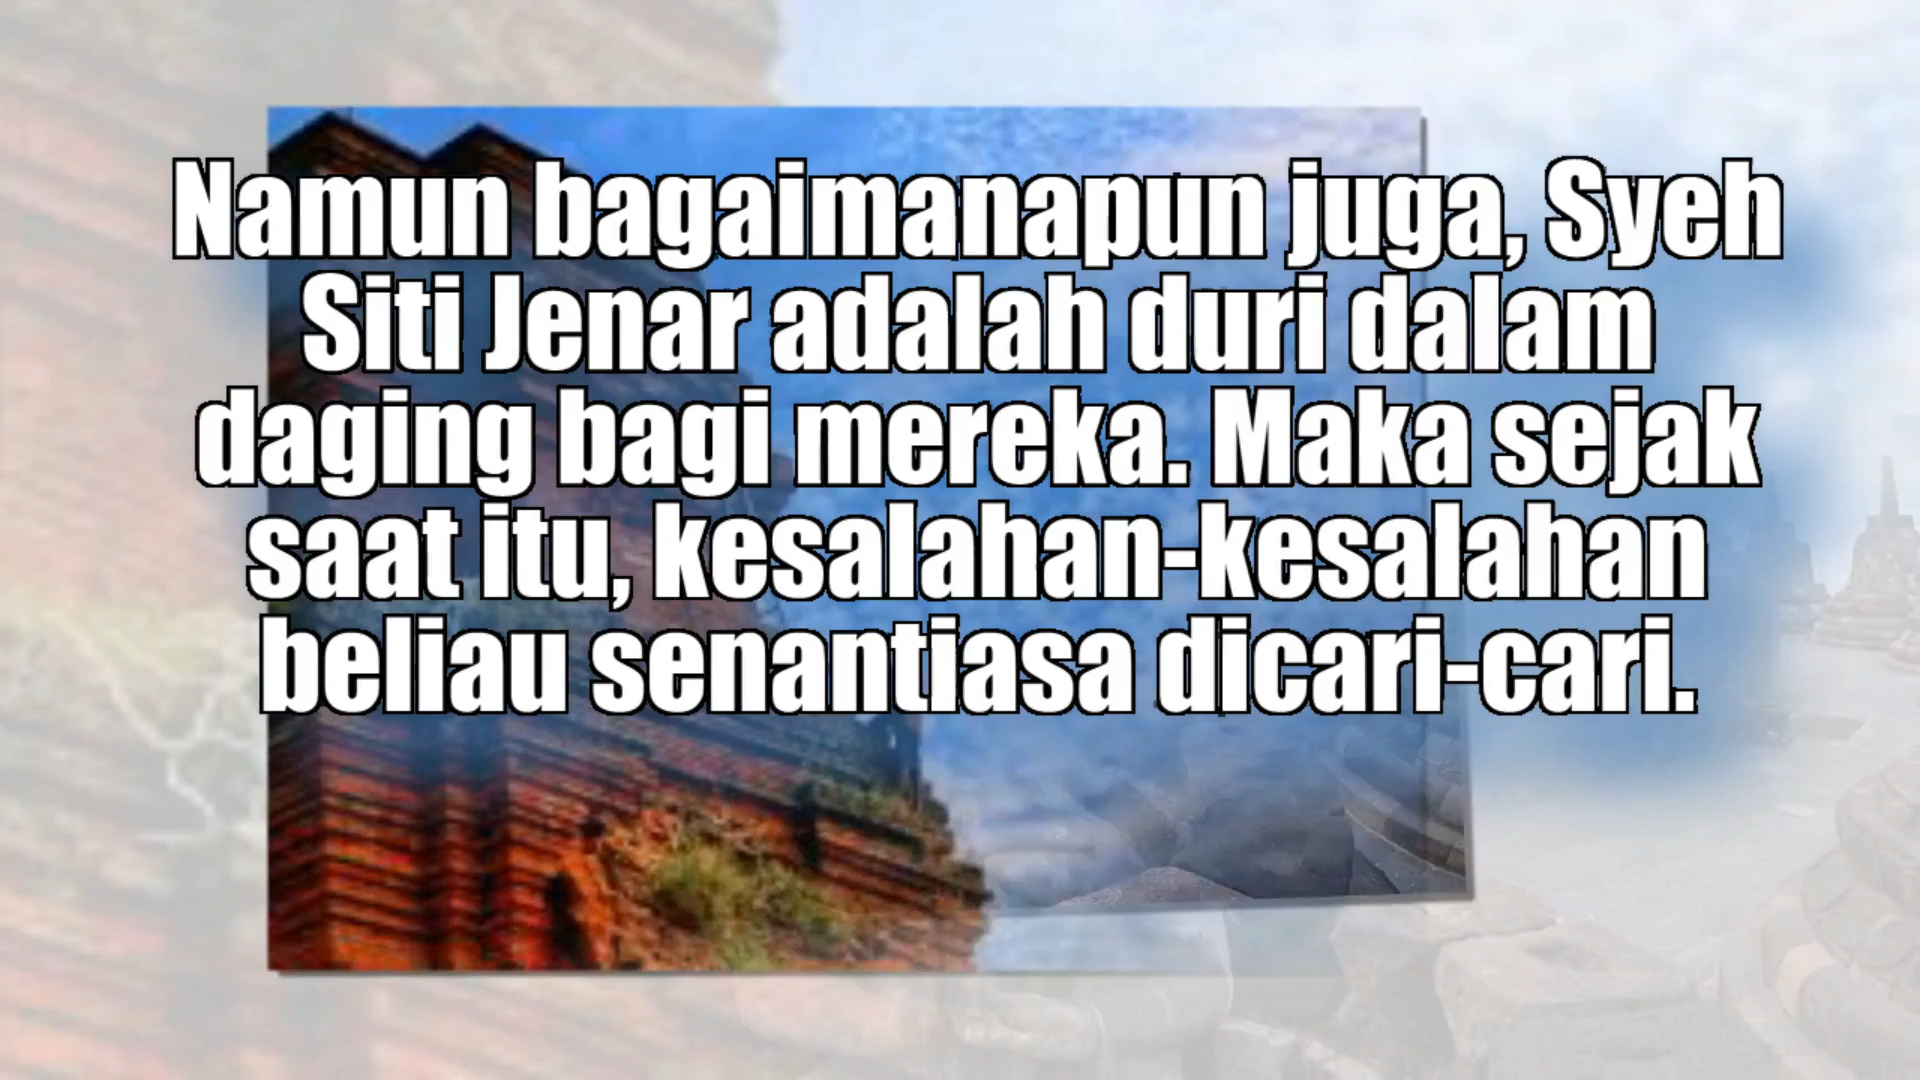 Namun bagaimanapun juga, Syeh
Siti Jenar adalah duri dalam
daging bagi mereka. Maka sejak
saat itu, kesalahan-kesalahan
beliau senantiasa dicari-cari.